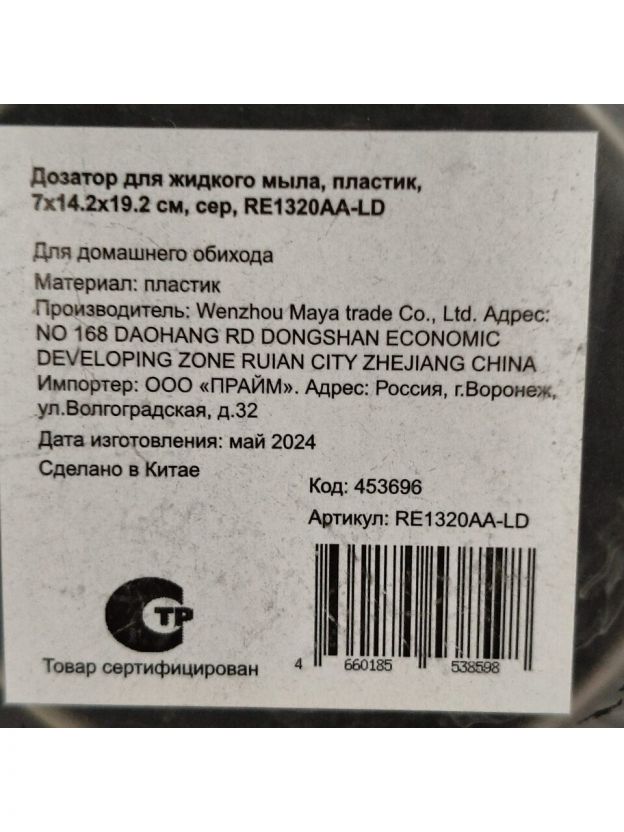 Дозатор для жидкого мыла, пластик,
7х14.2х19.2 см, сер, RE1320AA-LD
Для домашнего обихода
Материал: пластик
Производитель: Wenzhou Maya trade Co., Ltd. Адрес:
NO 168 DAOHANG RD DONGSHAN ECONOMIC
DEVELOPING ZONE RUIAN CITY ZHEJIANG CHINA
Импортер: ООО «ПРАЙМ». Адрес: Россия, г.Воронеж,
ул.Волгоградская, д.32
Дата изготовления: май 2024
Сделано в Китае
Код: 453696
Артикул: RE1320AA-LD
СТР
Товар сертифицирован
4 660185 538598